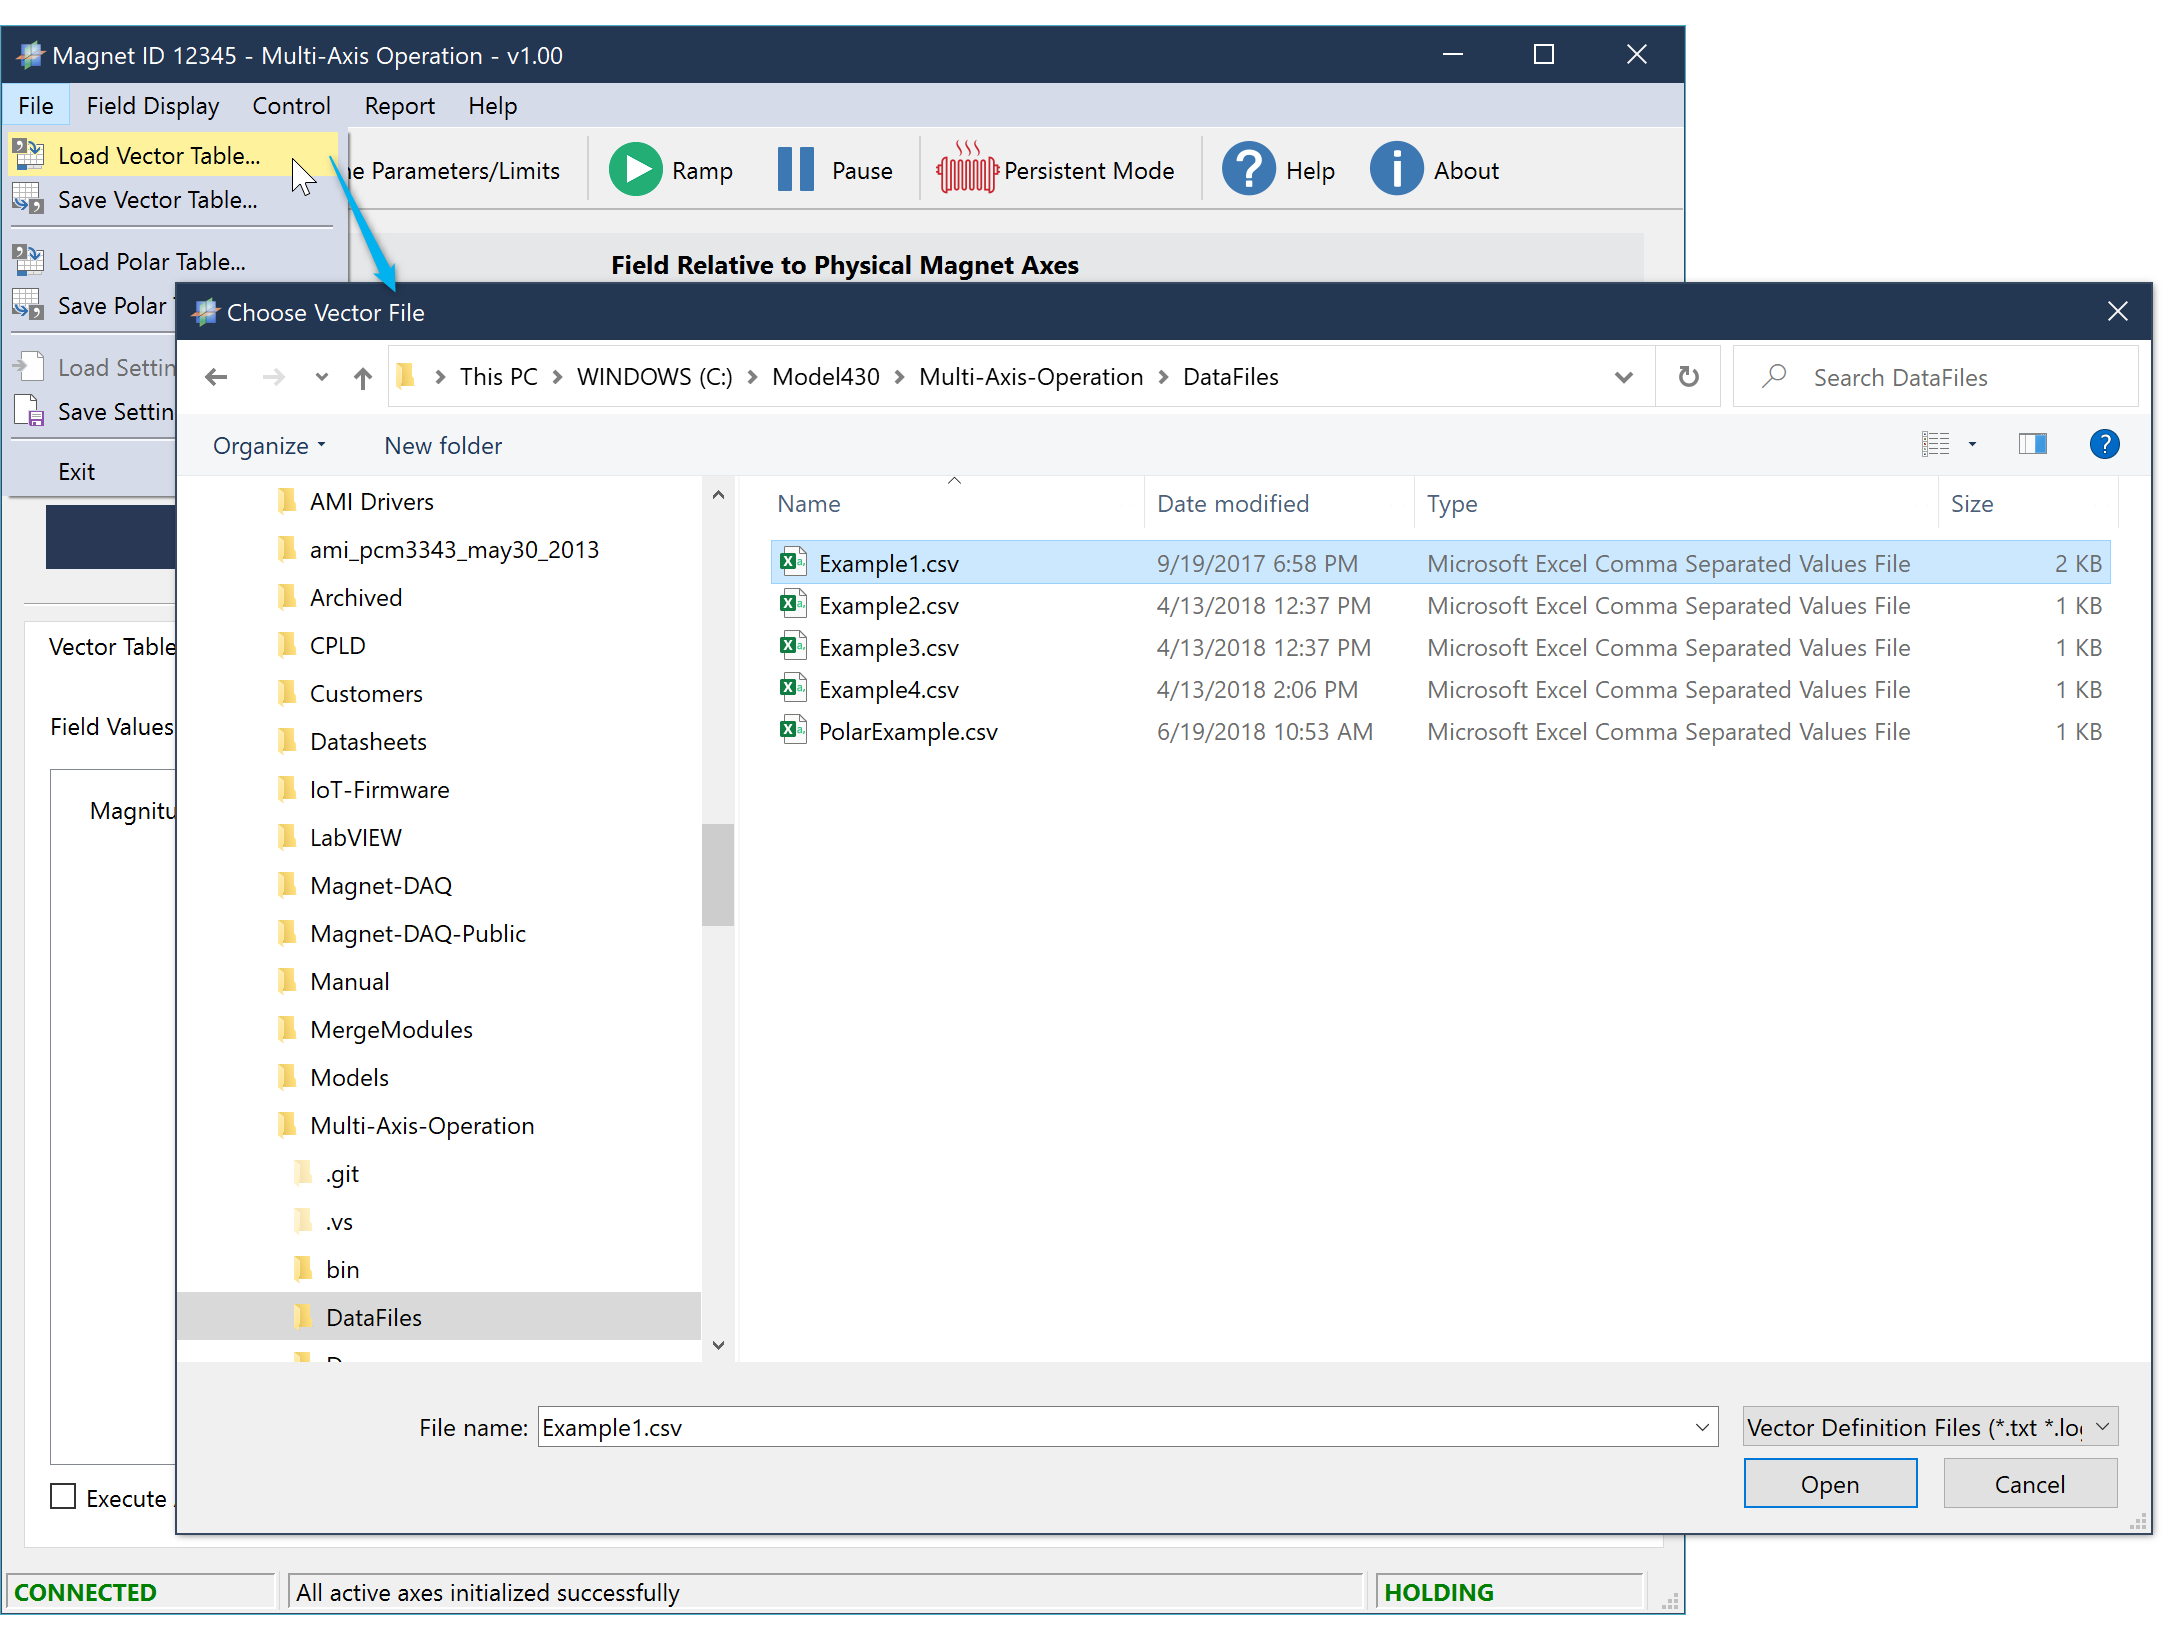 Magnet ID 12345 - Multi-Axis Operation - v1.00
File Field Display Control Report Help
Load Vector Table...
Save Vector Table...
Load Polar Table...
Save Polar
Load Settin
Save Settin
Exit
Parameters/Limits Ramp Pause Persistent Mode Help About
Field Relative to Physical Magnet Axes
Choose Vector File
This PC WINDOWS (C:) Model430 Multi-Axis-Operation DataFiles
Search DataFiles
Organize New folder
AMI Drivers
ami_pcm3343_may30_2013
Archived
CPLD
Customers
Datasheets
IoT-Firmware
LabVIEW
Magnet-DAQ
Magnet-DAQ-Public
Manual
MergeModules
Models
Multi-Axis-Operation
.git
.vs
bin
DataFiles
Name Date modified Type Size
Example1.csv 9/19/2017 6:58 PM Microsoft Excel Comma Separated Values File 2 KB
Example2.csv 4/13/2018 12:37 PM Microsoft Excel Comma Separated Values File 1 KB
Example3.csv 4/13/2018 12:37 PM Microsoft Excel Comma Separated Values File 1 KB
Example4.csv 4/13/2018 2:06 PM Microsoft Excel Comma Separated Values File 1 KB
PolarExample.csv 6/19/2018 10:53 AM Microsoft Excel Comma Separated Values File 1 KB
File name: Example1.csv
Vector Definition Files (*.txt *.log
Open Cancel
Vector Table
Field Values
Magnitu
Execute
CONNECTED All active axes initialized successfully HOLDING